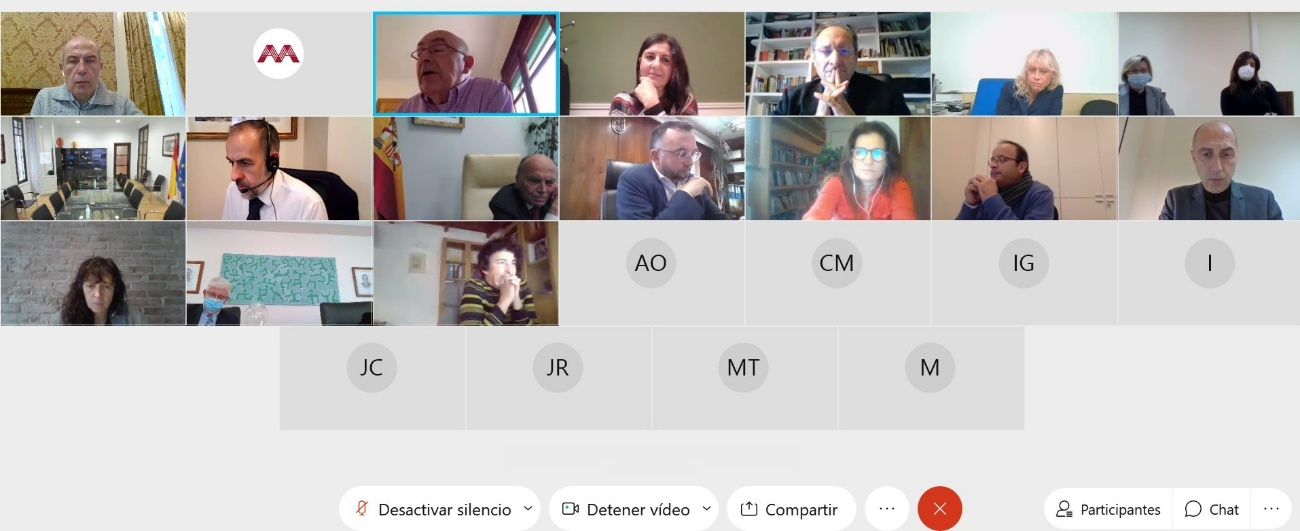 AO
CM
IG
I
JC
JR
MT
M
Desactivar silencio
Detener vídeo
Compartir
Participantes
Chat